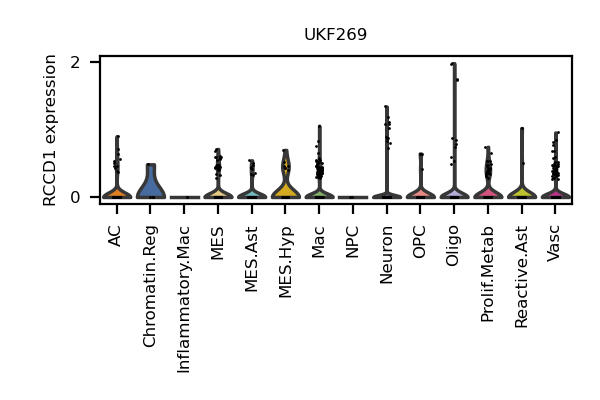 UKF269
RCCD1 expression
2
0
AC
Chromatin.Reg
Inflammatory.Mac
MES
MES.Ast
MES.Hyp
Mac
NPC
Neuron
OPC
Oligo
Prolif.Metab
Reactive.Ast
Vasc